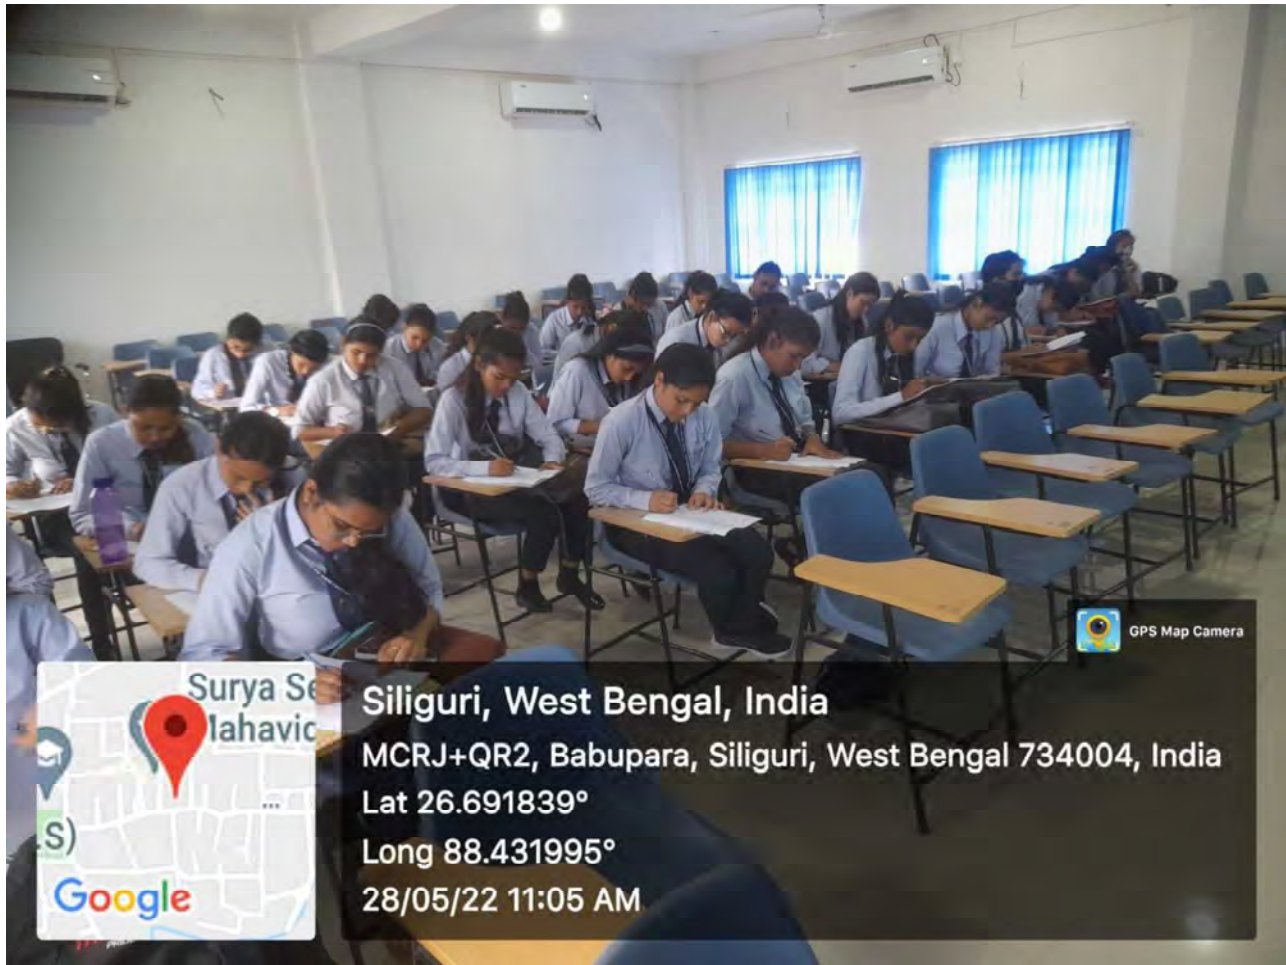 GPS Map Camera
Surya Se
Mahavid
.S)
Google
Siliguri, West Bengal, India
MCRJ+QR2, Babupara, Siliguri, West Bengal 734004, India
Lat 26.691839°
Long 88.431995°
28/05/22 11:05 AM